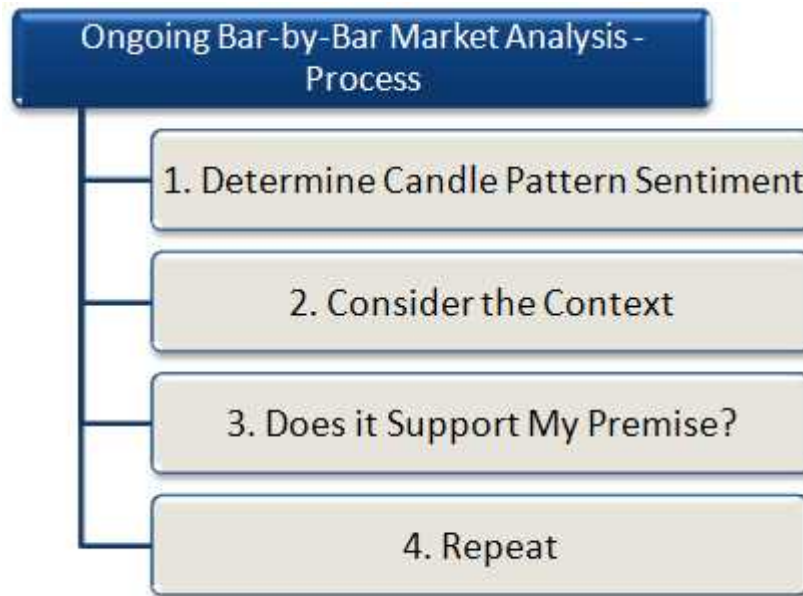 Ongoing Bar-by-Bar Market Analysis -
Process
1. Determine Candle Pattern Sentiment
2. Consider the Context
3. Does it Support My Premise?
4. Repeat